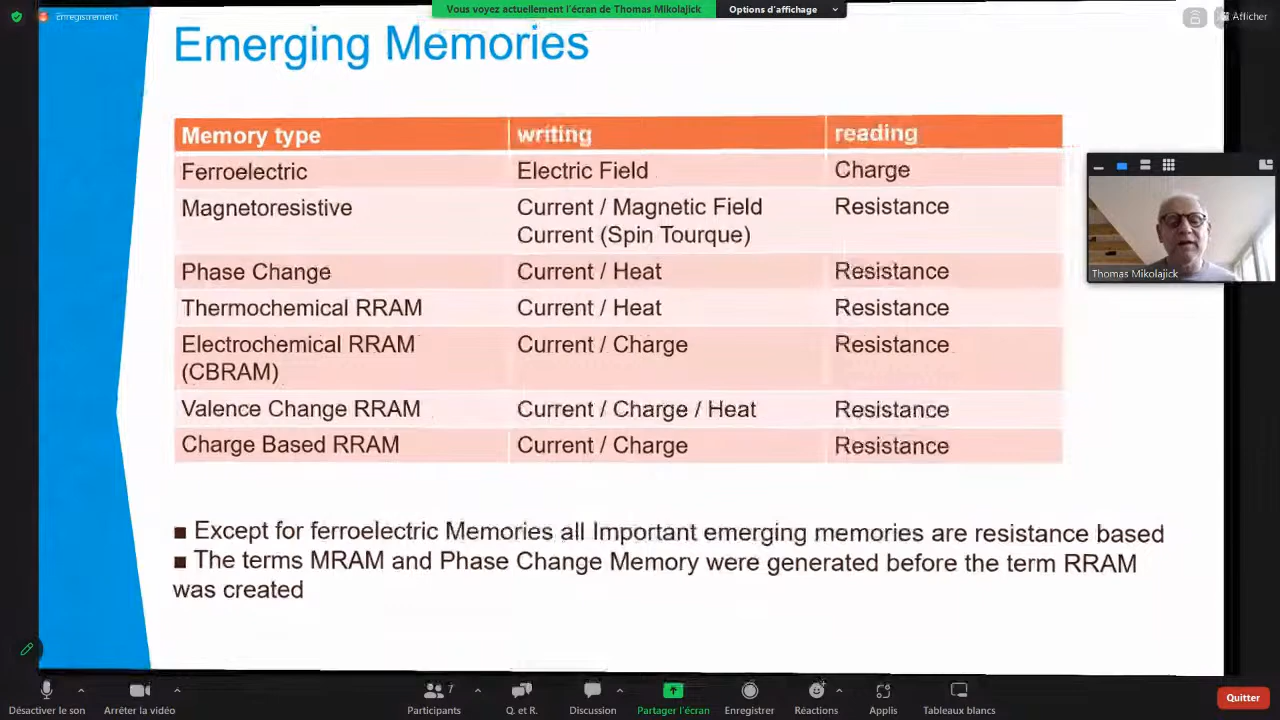 Enregistrement
Vous voyez actuellement l'écran de Thomas Mikolajick
Options d'affichage
Afficher
Emerging Memories
Memory type writing reading
Ferroelectric Electric Field Charge
Magnetoresistive Current / Magnetic Field Resistance
Current (Spin Tourque)
Phase Change Current / Heat Resistance
Thermochemical RRAM Current / Heat Resistance
Electrochemical RRAM Current / Charge Resistance
(CBRAM)
Valence Change RRAM Current / Charge / Heat Resistance
Charge Based RRAM Current / Charge Resistance
Thomas Mikolajick
■ Except for ferroelectric Memories all Important emerging memories are resistance based
■ The terms MRAM and Phase Change Memory were generated before the term RRAM
was created
7
Désactiver le son
Arrêter la vidéo
Participants
Q. et R.
Discussion
Partager l'écran
Enregistrer
Réactions
Applis
Tableaux blancs
Quitter